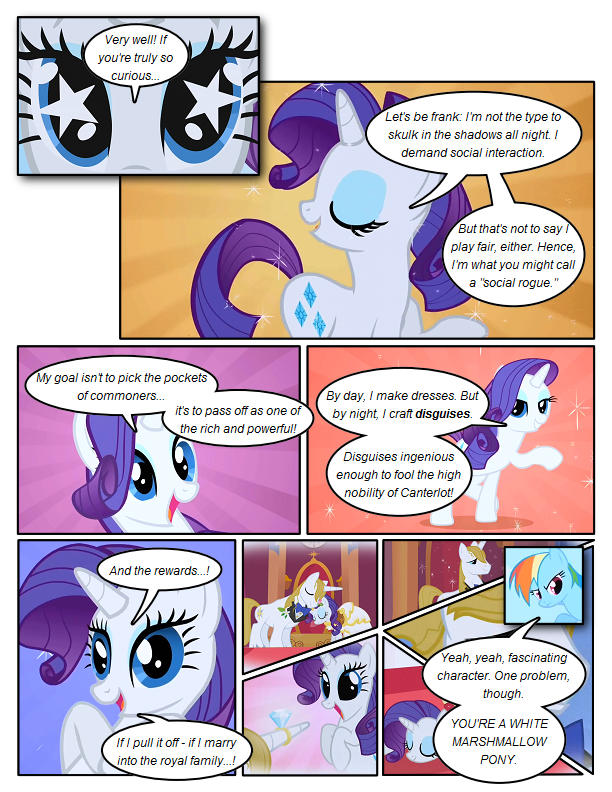 Very well! If
you're truly so
curious...
Let's be frank: I'm not the type to
skulk in the shadows all night. I
demand social interaction.
But that's not to say I
play fair, either. Hence,
I'm what you might call
a "social rogue."
My goal isn't to pick the pockets
of commoners...
it's to pass off as one of
the rich and powerful!
By day, I make dresses. But
by night, I craft disguises.
Disguises ingenious
enough to fool the high
nobility of Canterlot!
And the rewards...!
If I pull it off - if I marry
into the royal family...!
Yeah, yeah, fascinating
character. One problem,
though.
YOU'RE A WHITE
MARSHMALLOW
PONY.